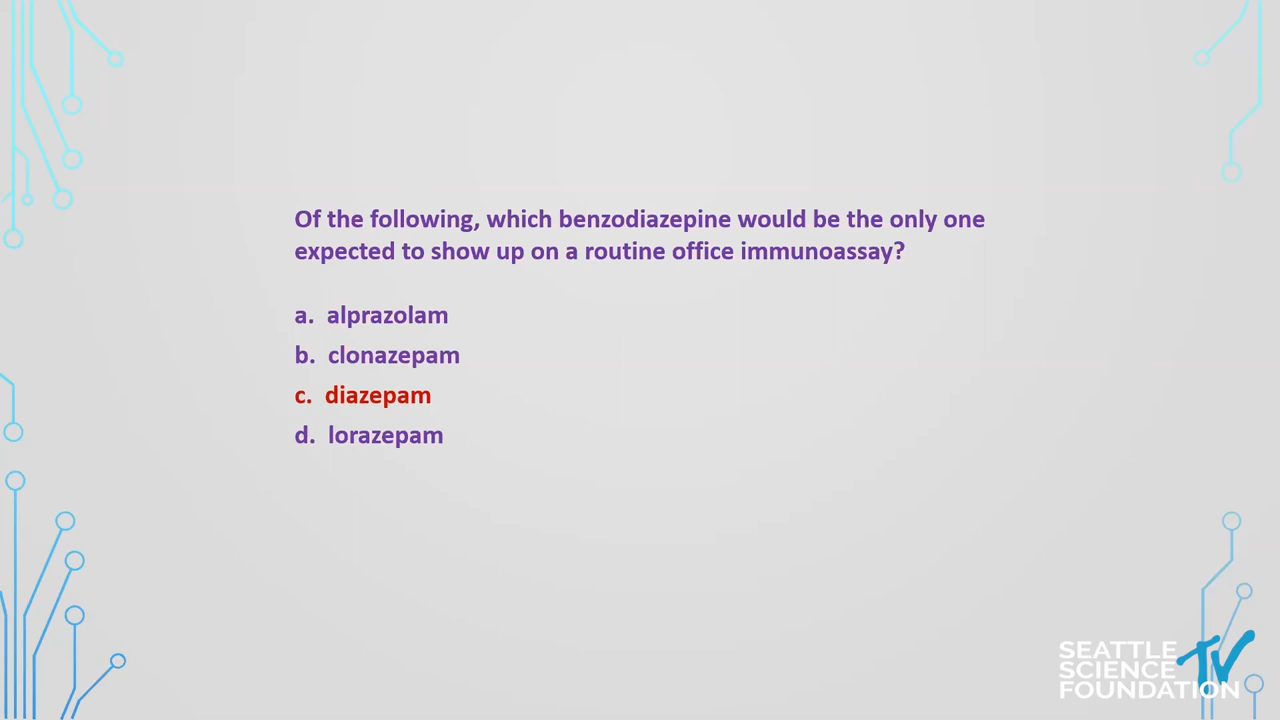 Of the following, which benzodiazepine would be the only one
expected to show up on a routine office immunoassay?
a. alprazolam
b. clonazepam
c. diazepam
d. lorazepam
SEATTLE
SCIENCE
FOUNDATION
TV